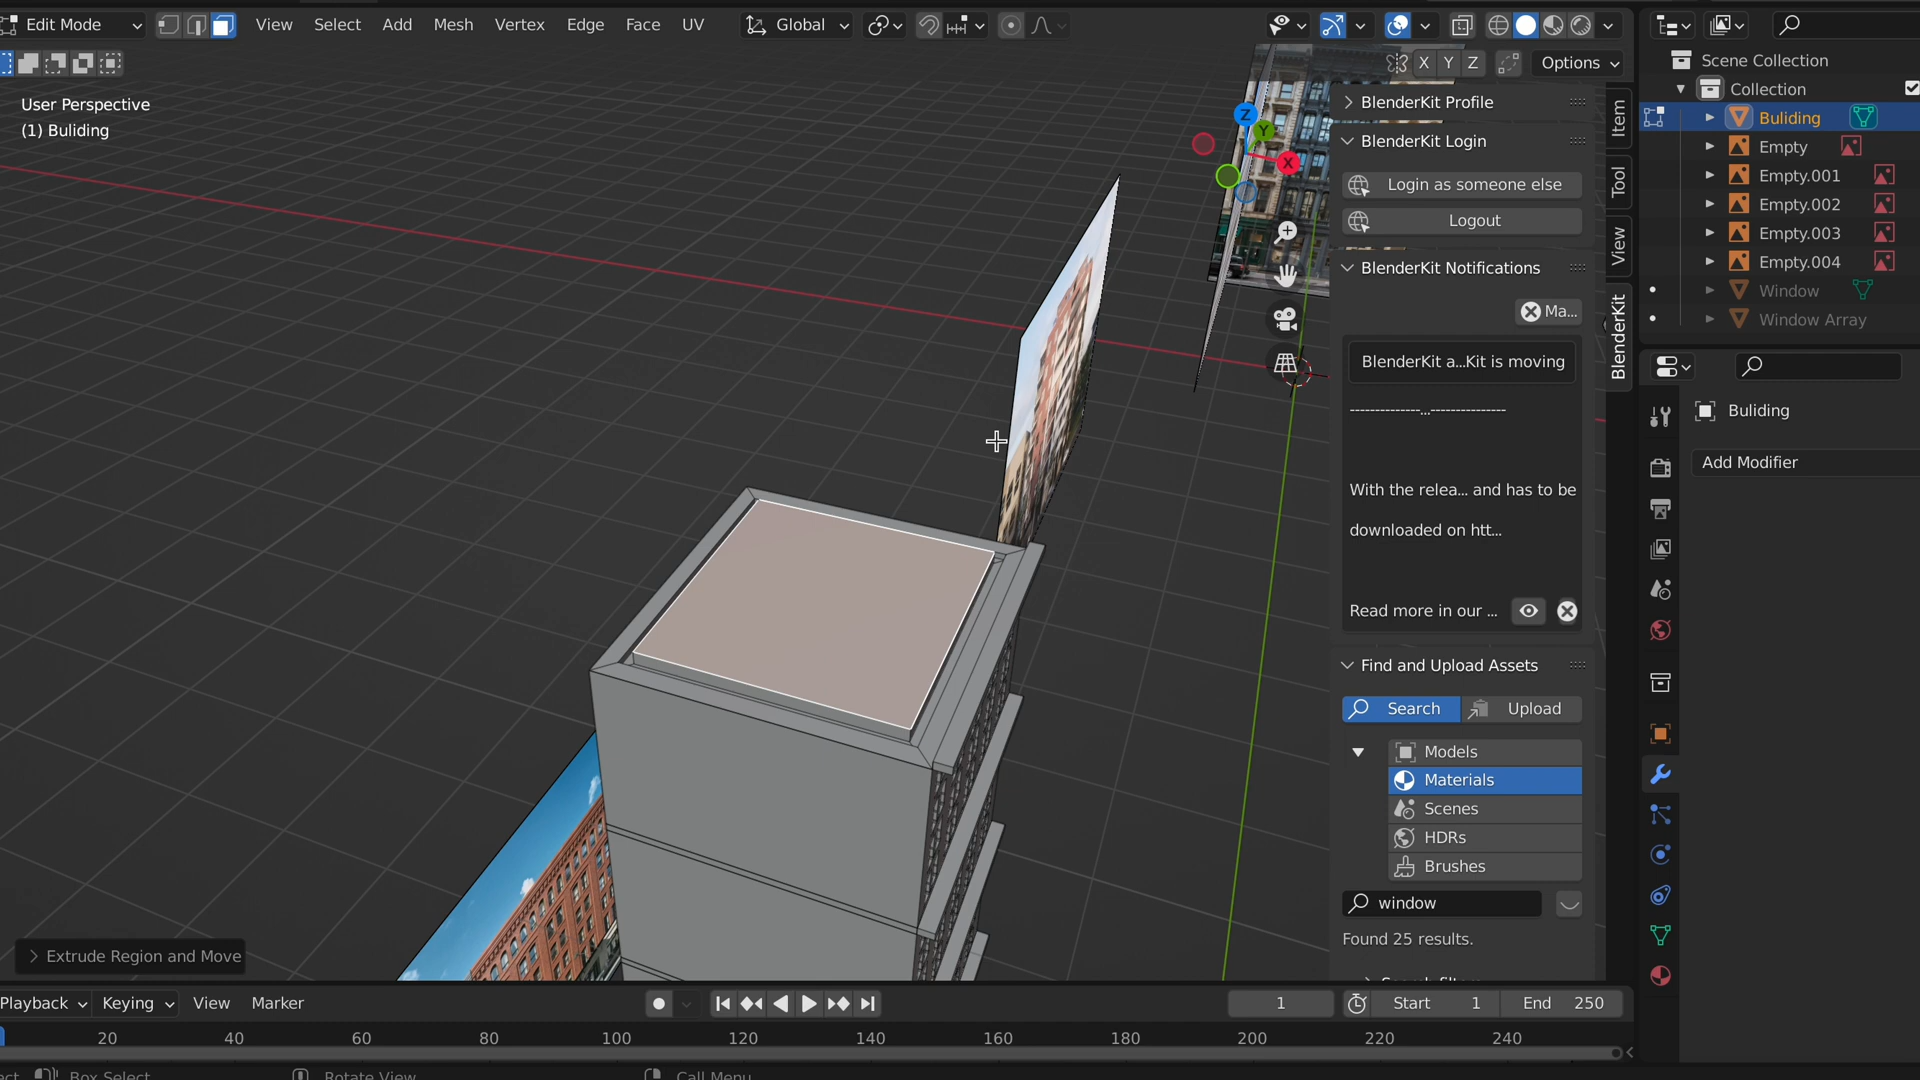 Edit Mode
View
Select
Add
Mesh
Vertex
Edge
Face
UV
Global
X
Y
Z
Options
User Perspective
(1) Buliding
Z
Y
X
BlenderKit Profile
BlenderKit Login
Login as someone else
Logout
BlenderKit Notifications
Ma...
BlenderKit a...Kit is moving
--------------...---------------
With the relea... and has to be
downloaded on htt...
Read more in our ...
Find and Upload Assets
Search
Upload
Models
Materials
Scenes
HDRs
Brushes
window
Found 25 results.
Item
Tool
View
BlenderKit
Scene Collection
Collection
Buliding
Empty
Empty.001
Empty.002
Empty.003
Empty.004
Window
Window Array
Buliding
Add Modifier
Extrude Region and Move
Playback
Keying
View
Marker
1
Start 1
End 250
20 40 60 80 100 120 140 160 180 200 220 240
Box Select
Rotate View
Call Menu